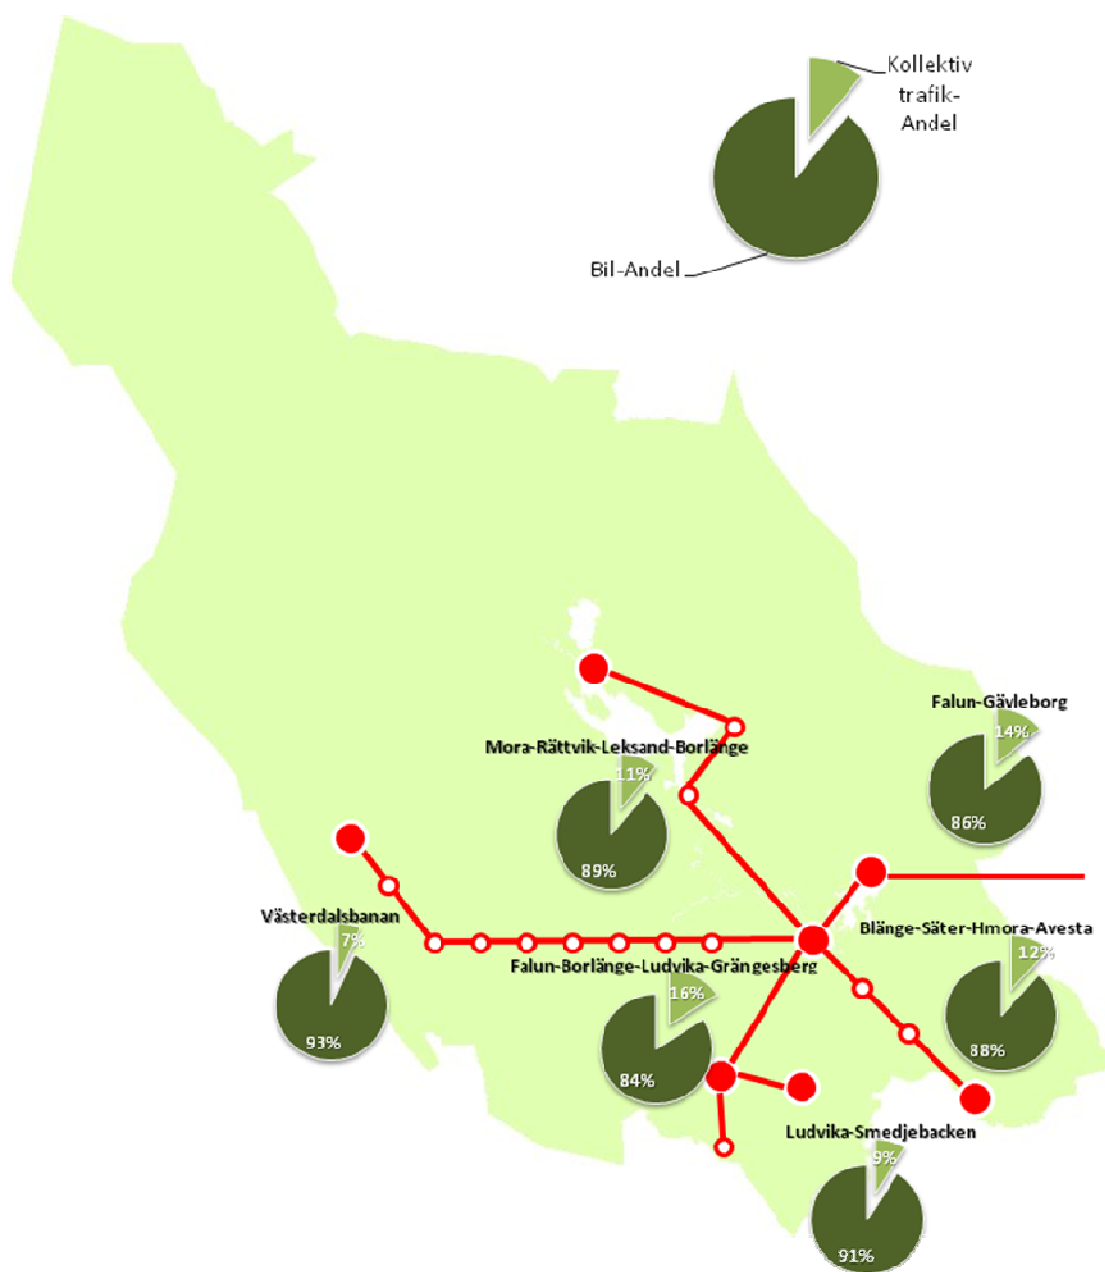 Kollektiv
trafik-
Andel
Bil-Andel
Falun-Gävleborg
14%
86%
Mora-Rättvik-Leksand-Borlänge
11%
89%
Västerdalsbanan
7%
93%
Blänge-Säter-Hmora-Avesta
12%
88%
Falun-Borlänge-Ludvika-Grängesberg
16%
84%
Ludvika-Smedjebacken
9%
91%